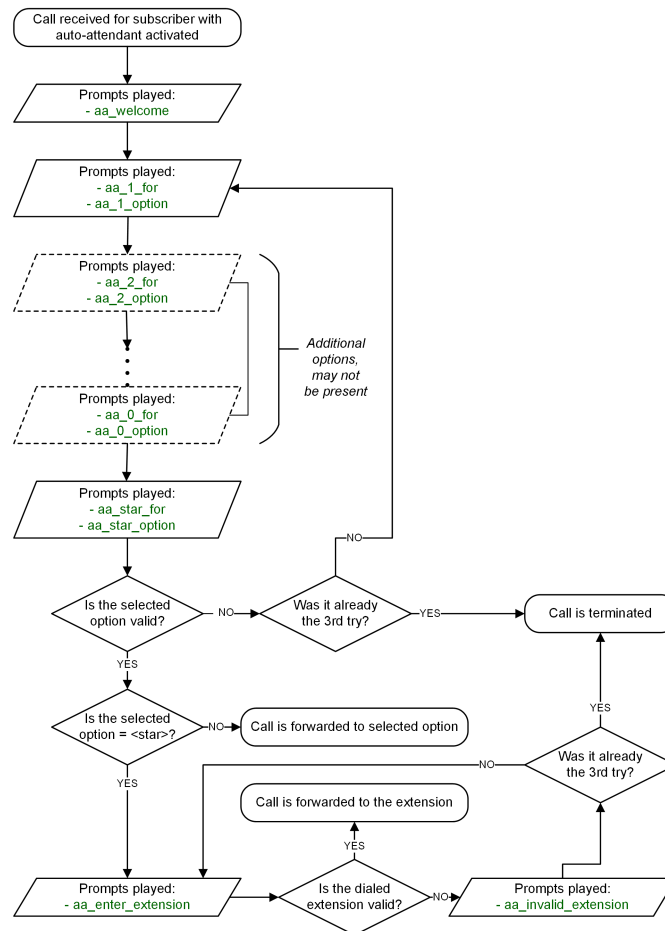 Call received for subscriber with
auto-attendant activated
Prompts played:
- aa_welcome
Prompts played:
- aa_1_for
- aa_1_option
Prompts played:
- aa_2_for
- aa_2_option
Additional
options,
may not
be present
Prompts played:
- aa_0_for
- aa_0_option
Prompts played:
- aa_star_for
- aa_star_option
NO
Is the selected
option valid?
NO
Was it already
the 3rd try?
YES
Call is terminated
YES
Is the selected
option = <star>?
NO
Call is forwarded to selected option
YES
Was it already
the 3rd try?
NO
YES
Call is forwarded to the extension
YES
Prompts played:
- aa_enter_extension
Is the dialed
extension valid?
NO
Prompts played:
- aa_invalid_extension